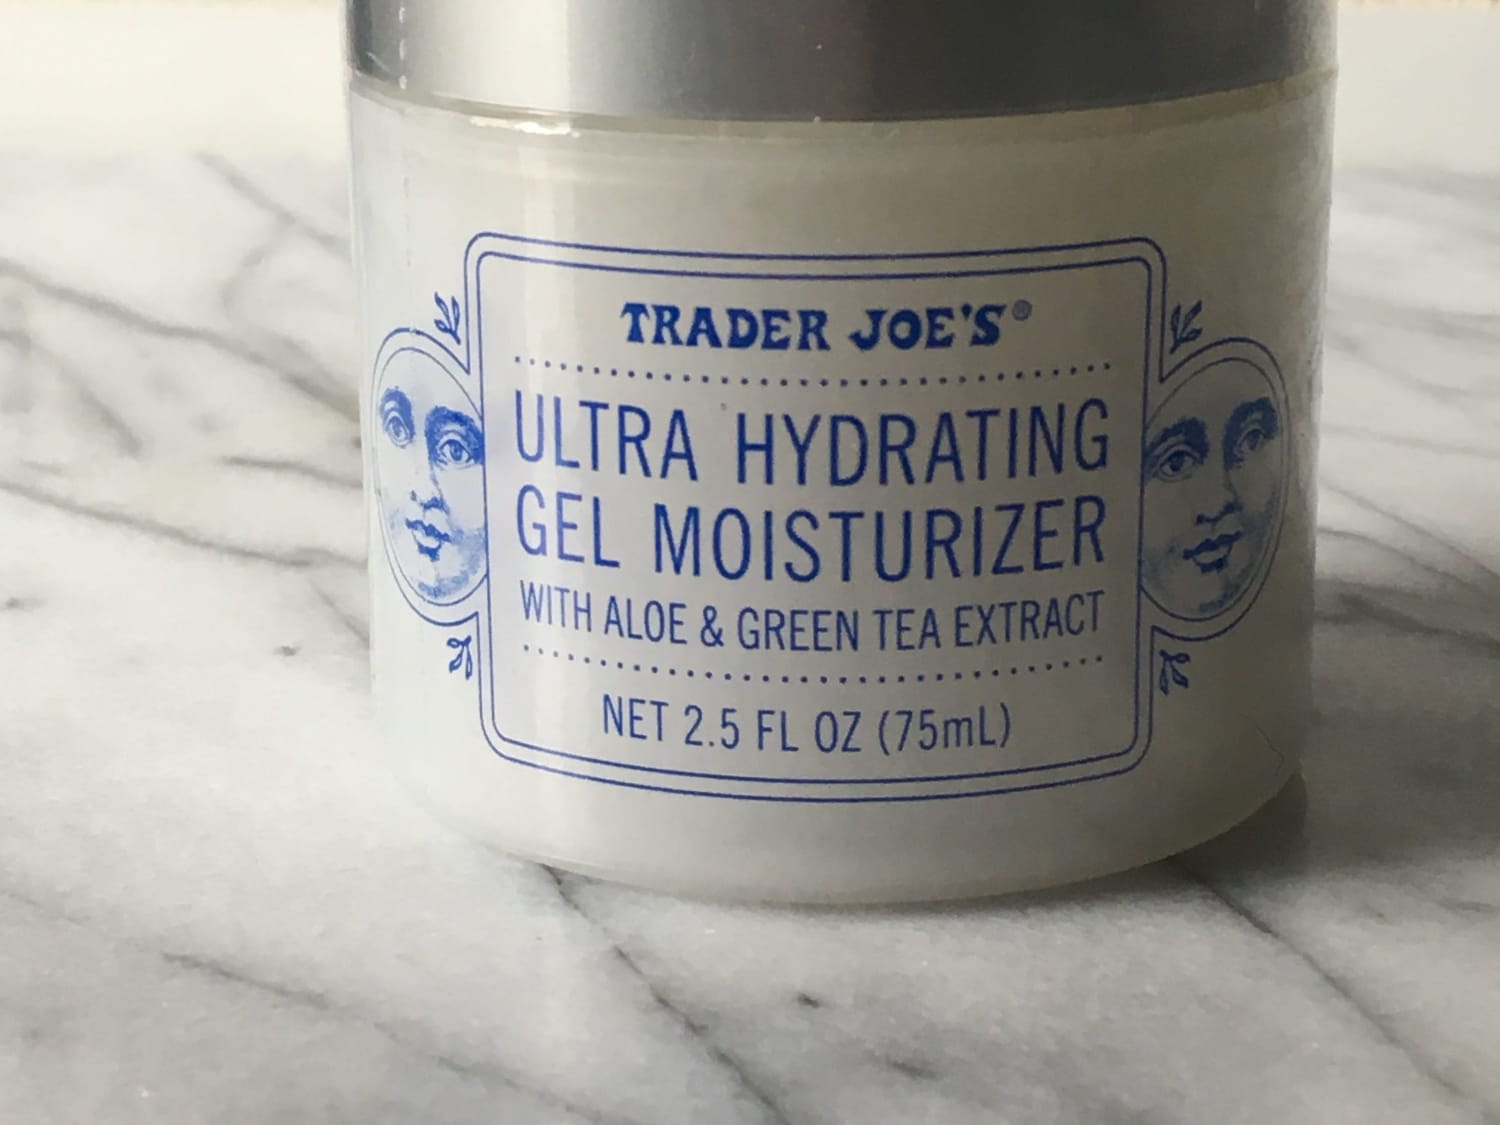 TRADER JOE'S®
ULTRA HYDRATING
GEL MOISTURIZER
WITH ALOE & GREEN TEA EXTRACT
NET 2.5 FL OZ (75mL)